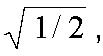 √1/2 ,